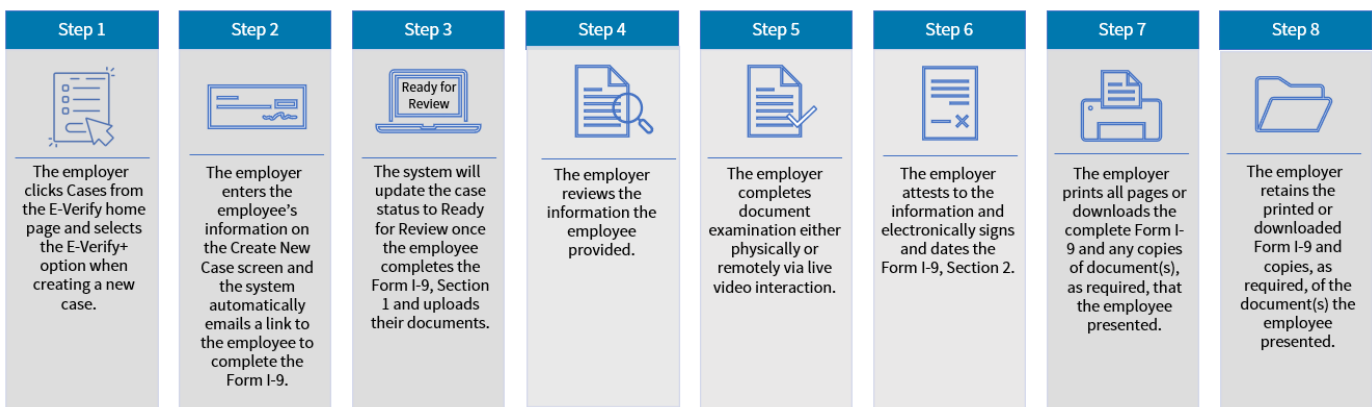 Step 1
The employer
clicks Cases from
the E-Verify home
page and selects
the E-Verify+
option when
creating a new
case.
Step 2
The employer
enters the
employee's
information on
the Create New
Case screen and
the system
automatically
emails a link to
the employee to
complete the
Form I-9.
Step 3
Ready for
Review
The system will
update the case
status to Ready
for Review once
the employee
completes the
Form I-9, Section
1 and uploads
their documents.
Step 4
The employer
reviews the
information the
employee
provided.
Step 5
The employer
completes
document
examination either
physically or
remotely via live
video interaction.
Step 6
The employer
attests to the
information and
electronically signs
and dates the
Form I-9, Section 2.
Step 7
The employer
prints all pages or
downloads the
complete Form I-
9 and any copies
of document(s),
as required, that
the employee
presented.
Step 8
The employer
retains the
printed or
downloaded
Form I-9 and
copies, as
required, of the
document(s) the
employee
presented.